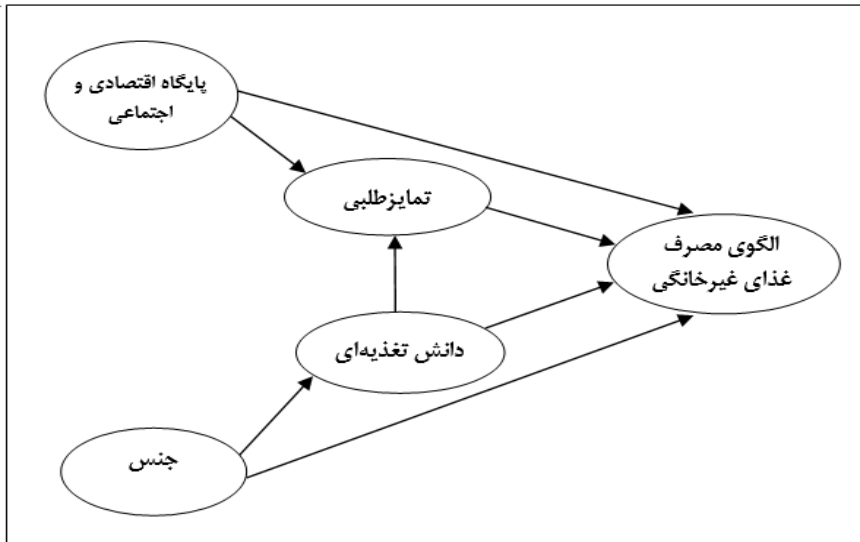 پایگاه اقتصادی و
اجتماعی
تمایزطلبی
الگوی مصرف
غذای غیرخانگی
دانش تغذیه‌ای
جنس